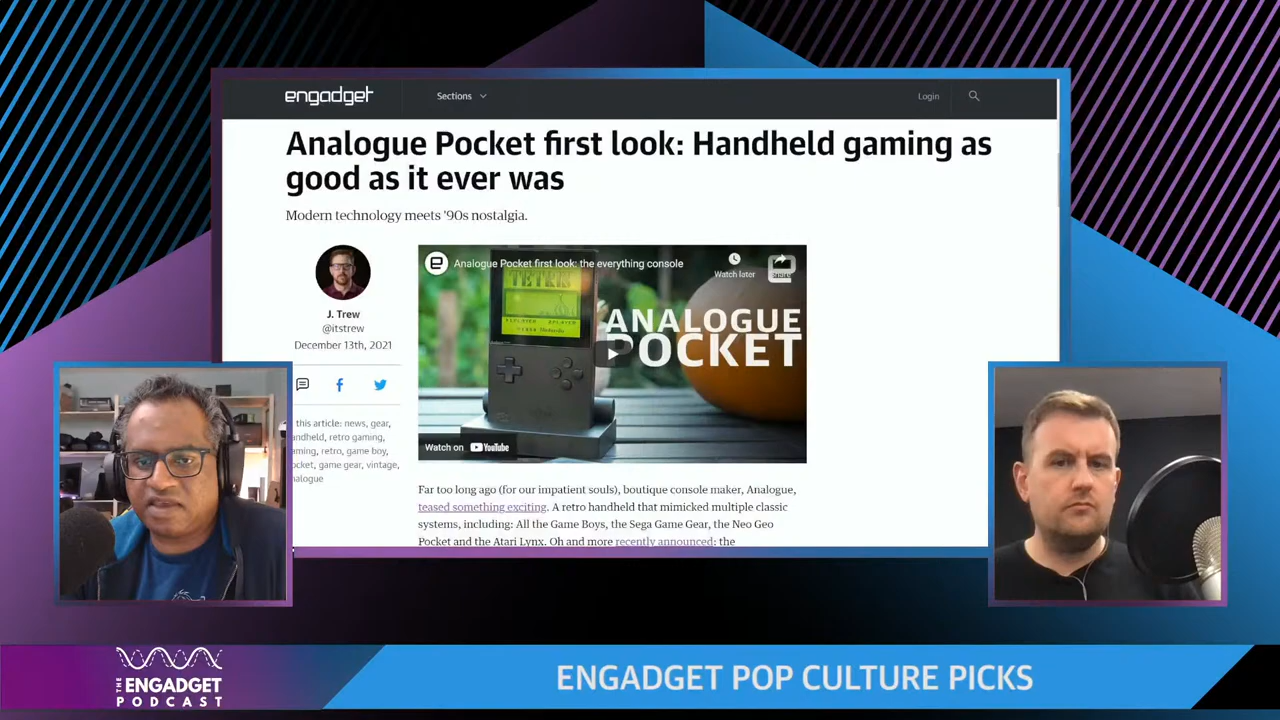 engadget
Sections
Login
Analogue Pocket first look: Handheld gaming as
good as it ever was
Modern technology meets '90s nostalgia.
J. Trew
@itstrew
December 13th, 2021
this article: news, gear,
andheld, retro gaming,
aming, retro, game boy,
ocket, game gear, vintage,
nalogue
Analogue Pocket first look: the everything console
Watch later
Share
TETRIS
ANALOGUE
POCKET
Watch on YouTube
Far too long ago (for our impatient souls), boutique console maker, Analogue,
teased something exciting. A retro handheld that mimicked multiple classic
systems, including: All the Game Boys, the Sega Game Gear, the Neo Geo
Pocket and the Atari Lynx. Oh and more recently announced: the
THE ENGADGET
PODCAST
ENGADGET POP CULTURE PICKS